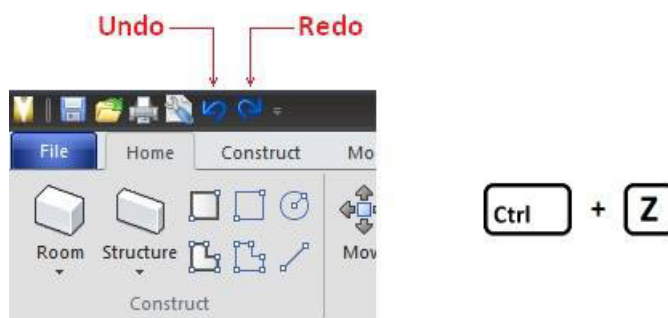 Undo Redo
File Home Construct Mo
Room Structure Mov
Construct
Ctrl + Z